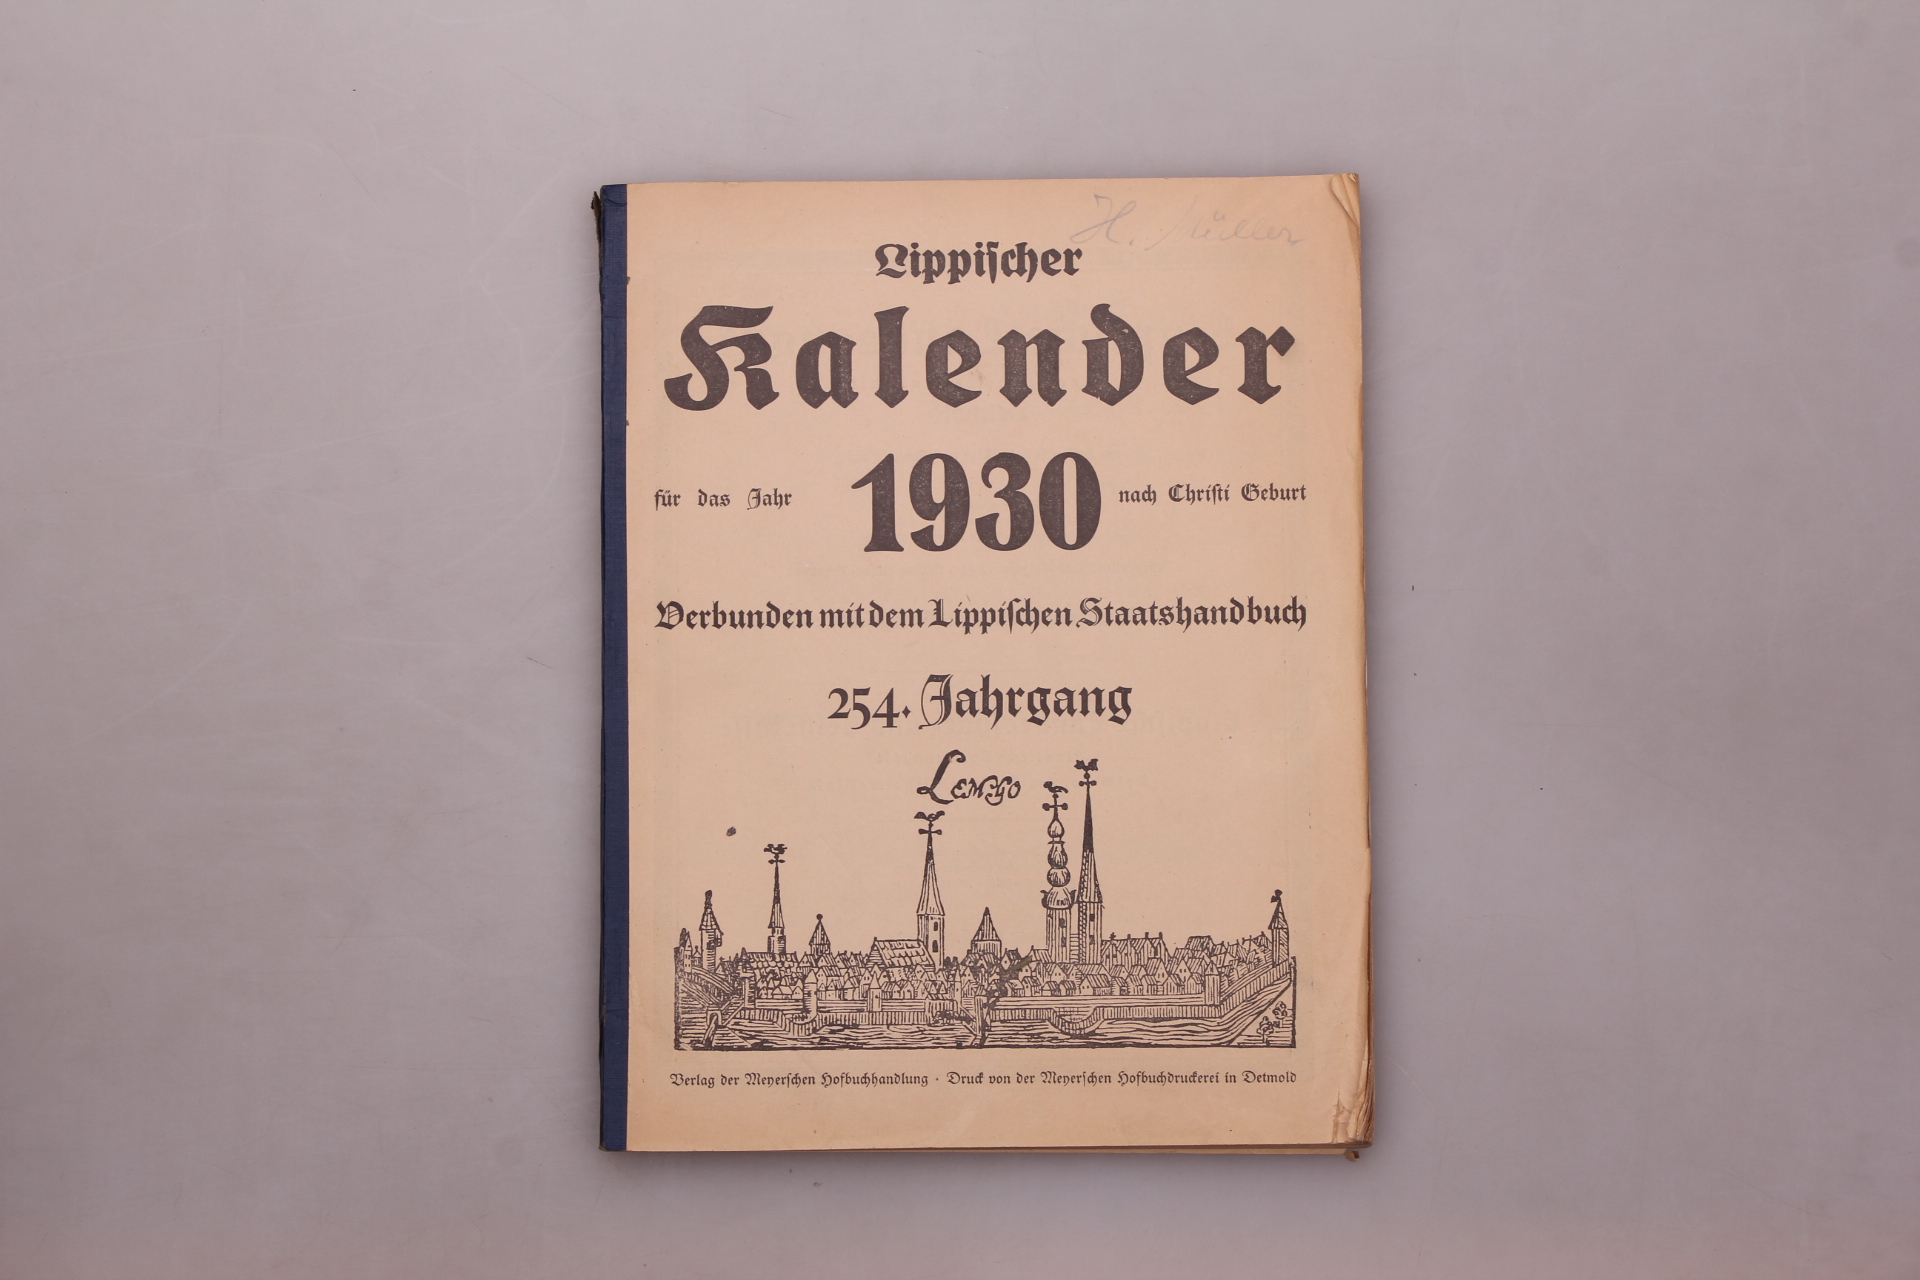 H. Müller
Lippischer
Kalender
für das Jahr 1930 nach Christi Geburt
Verbunden mit dem Lippischen Staatshandbuch
254. Jahrgang
Lemgo
Verlag der Meyerschen Hofbuchhandlung · Druck von der Meyerschen Hofbuchdruckerei in Detmold